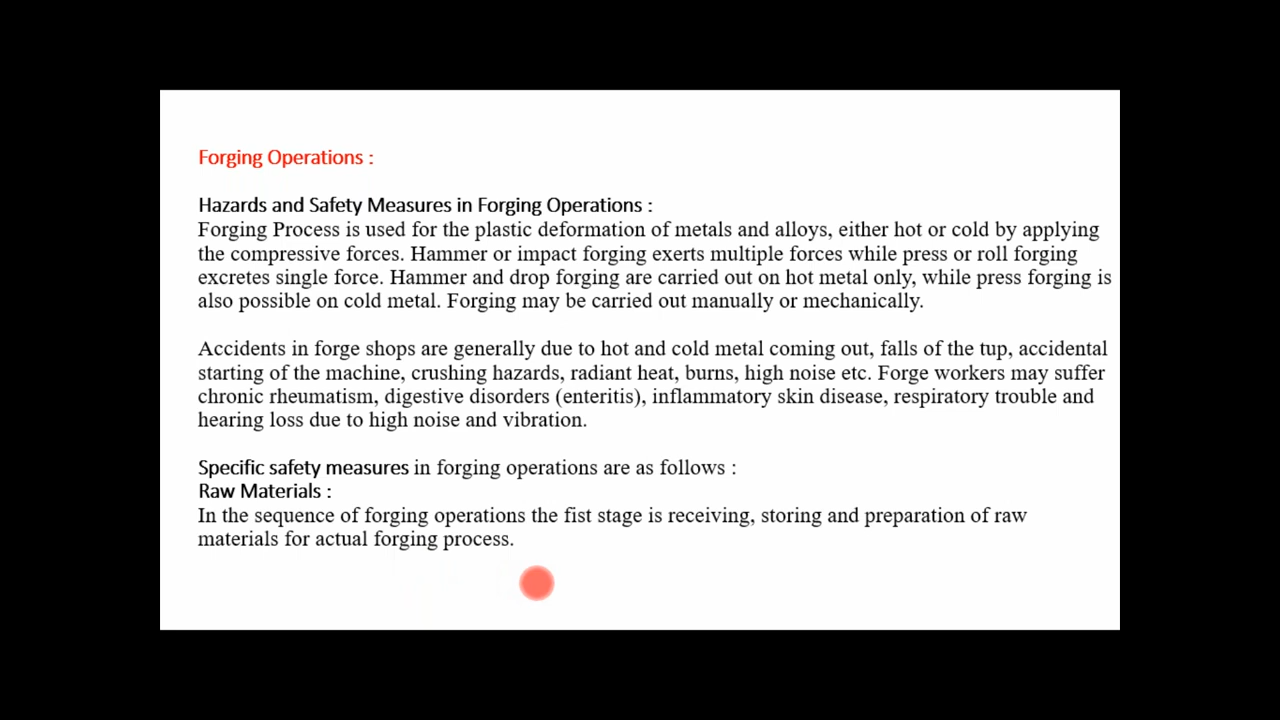 Forging Operations :
Hazards and Safety Measures in Forging Operations :
Forging Process is used for the plastic deformation of metals and alloys, either hot or cold by applying
the compressive forces. Hammer or impact forging exerts multiple forces while press or roll forging
excretes single force. Hammer and drop forging are carried out on hot metal only, while press forging is
also possible on cold metal. Forging may be carried out manually or mechanically.
Accidents in forge shops are generally due to hot and cold metal coming out, falls of the tup, accidental
starting of the machine, crushing hazards, radiant heat, burns, high noise etc. Forge workers may suffer
chronic rheumatism, digestive disorders (enteritis), inflammatory skin disease, respiratory trouble and
hearing loss due to high noise and vibration.
Specific safety measures in forging operations are as follows :
Raw Materials :
In the sequence of forging operations the fist stage is receiving, storing and preparation of raw
materials for actual forging process.